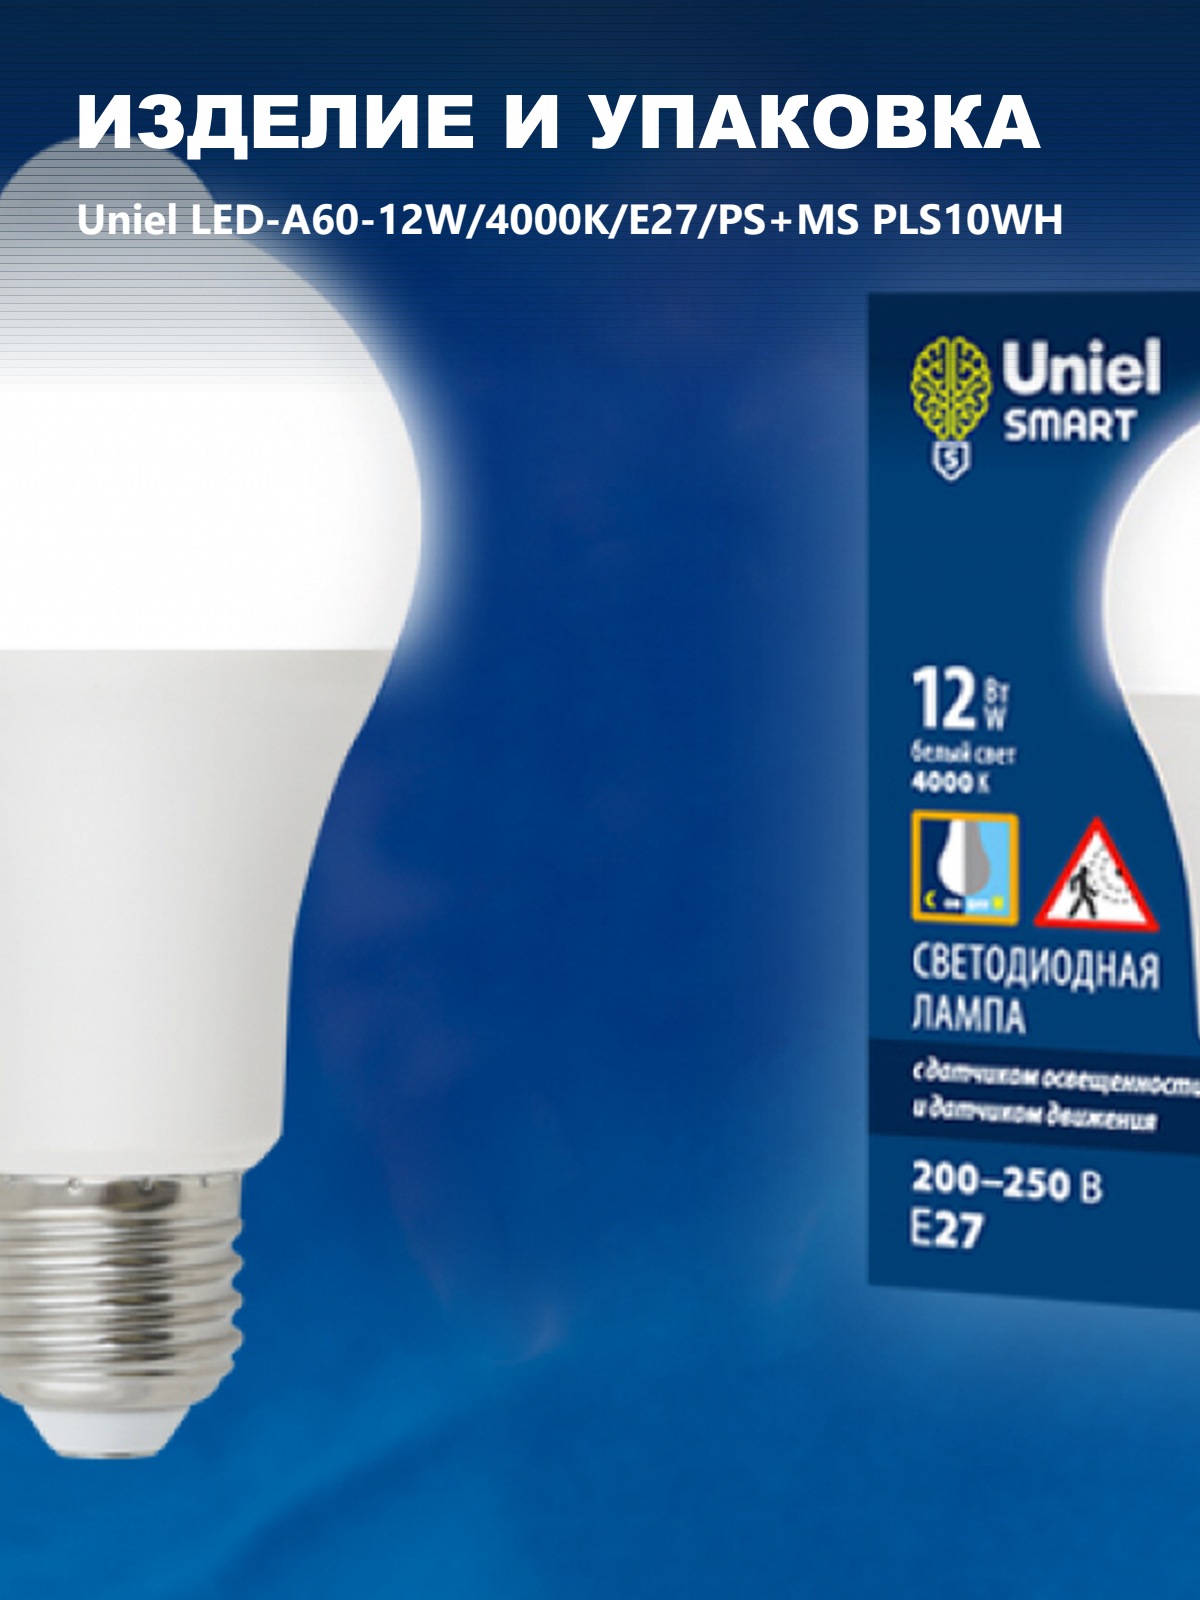 ИЗДЕЛИЕ И УПАКОВКА
Uniel LED-A60-12W/4000K/E27/PS+MS PLS10WH
Uniel
SMART
S
12 Вт
W
белый свет
4000 K
СВЕТОДИОДНАЯ
ЛАМПА
с датчиком освещенности
и датчиком движения
200–250 В
E27